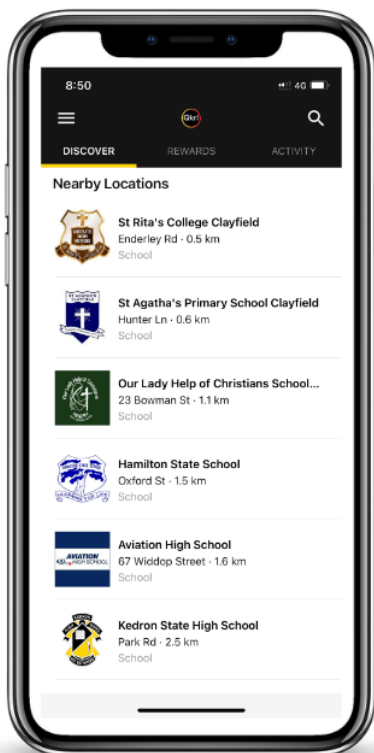 8:50
4G
Qkr!
DISCOVER
REWARDS
ACTIVITY
Nearby Locations
St Rita's College Clayfield
Enderley Rd · 0.5 km
School
St Agatha's Primary School Clayfield
Hunter Ln · 0.6 km
School
Our Lady Help of Christians School...
23 Bowman St · 1.1 km
School
Hamilton State School
Oxford St · 1.5 km
School
AVIATION
HIGH SCHOOL
Aviation High School
67 Widdop Street · 1.6 km
School
Kedron State High School
Park Rd · 2.5 km
School